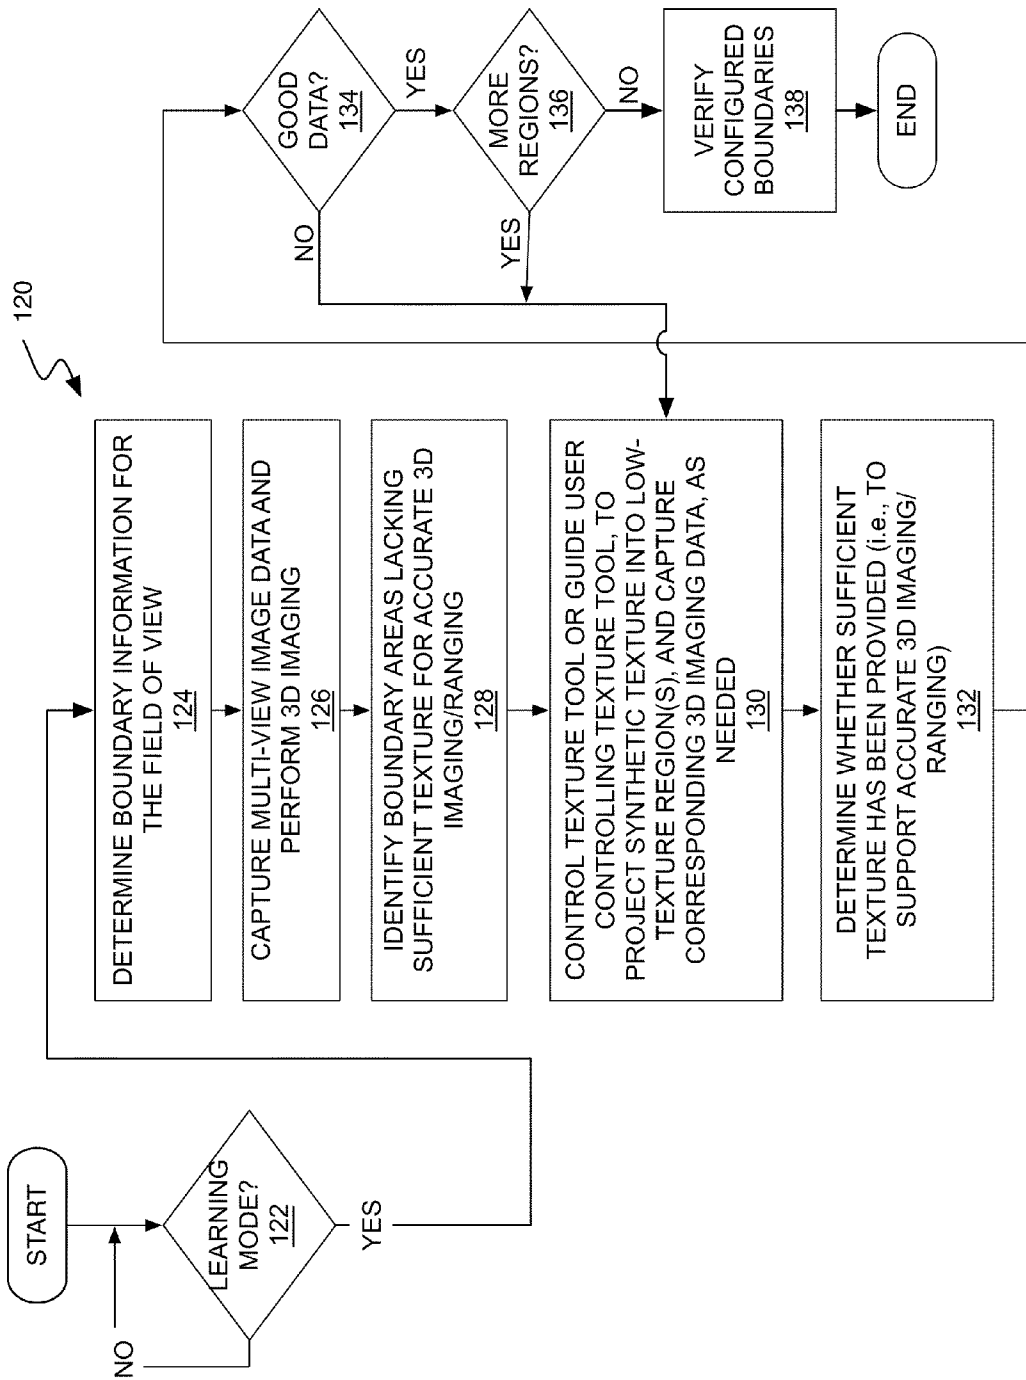 120
START
LEARNING
MODE?
122
NO
YES
DETERMINE BOUNDARY INFORMATION FOR
THE FIELD OF VIEW
124
CAPTURE MULTI-VIEW IMAGE DATA AND
PERFORM 3D IMAGING
126
IDENTIFY BOUNDARY AREAS LACKING
SUFFICIENT TEXTURE FOR ACCURATE 3D
IMAGING/RANGING
128
CONTROL TEXTURE TOOL OR GUIDE USER
CONTROLLING TEXTURE TOOL, TO
PROJECT SYNTHETIC TEXTURE INTO LOW-
TEXTURE REGION(S), AND CAPTURE
CORRESPONDING 3D IMAGING DATA, AS
NEEDED
130
DETERMINE WHETHER SUFFICIENT
TEXTURE HAS BEEN PROVIDED (i.e., TO
SUPPORT ACCURATE 3D IMAGING/
RANGING)
132
GOOD
DATA?
134
NO
YES
MORE
REGIONS?
136
YES
NO
VERIFY
CONFIGURED
BOUNDARIES
138
END